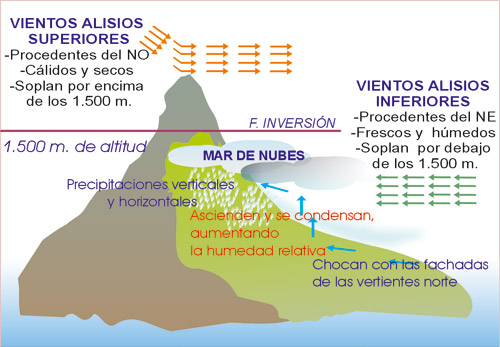 VIENTOS ALISIOS
SUPERIORES
-Procedentes del NO
-Cálidos y secos
-Soplan por encima
de los 1.500 m.
VIENTOS ALISIOS
INFERIORES
-Procedentes del NE
-Frescos y húmedos
-Soplan por debajo
de los 1.500 m.
F. INVERSIÓN
1.500 m. de altitud
MAR DE NUBES
Precipitaciones verticales
y horizontales
Ascienden y se condensan,
aumentando
la humedad relativa
Chocan con las fachadas
de las vertientes norte